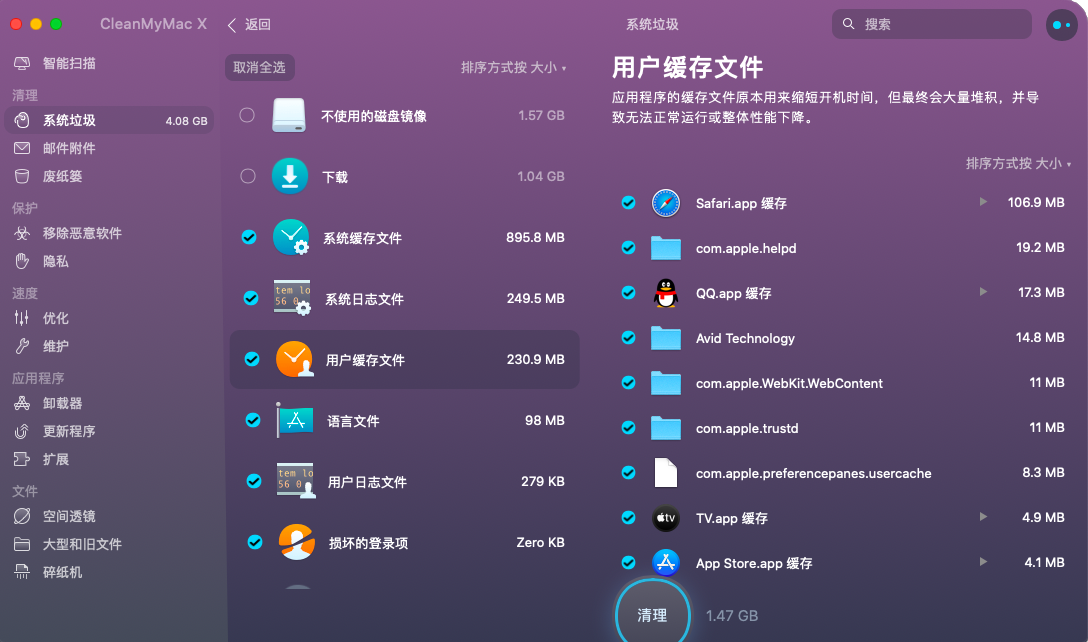 CleanMyMac X
返回
系统垃圾
搜索
智能扫描
清理
系统垃圾 4.08 GB
邮件附件
废纸篓
保护
移除恶意软件
隐私
速度
优化
维护
应用程序
卸载器
更新程序
扩展
文件
空间透镜
大型和旧文件
碎纸机
取消全选 排序方式按 大小
不使用的磁盘镜像 1.57 GB
下载 1.04 GB
系统缓存文件 895.8 MB
tem lo
56 0
系统日志文件 249.5 MB
用户缓存文件 230.9 MB
语言文件 98 MB
tem lo
56 0
用户日志文件 279 KB
损坏的登录项 Zero KB
用户缓存文件
应用程序的缓存文件原本用来缩短开机时间，但最终会大量堆积，并导
致无法正常运行或整体性能下降。
排序方式按 大小
Safari.app 缓存 106.9 MB
com.apple.helpd 19.2 MB
QQ.app 缓存 17.3 MB
Avid Technology 14.8 MB
com.apple.WebKit.WebContent 11 MB
com.apple.trustd 11 MB
com.apple.preferencepanes.usercache 8.3 MB
tv
TV.app 缓存 4.9 MB
App Store.app 缓存 4.1 MB
清理 1.47 GB